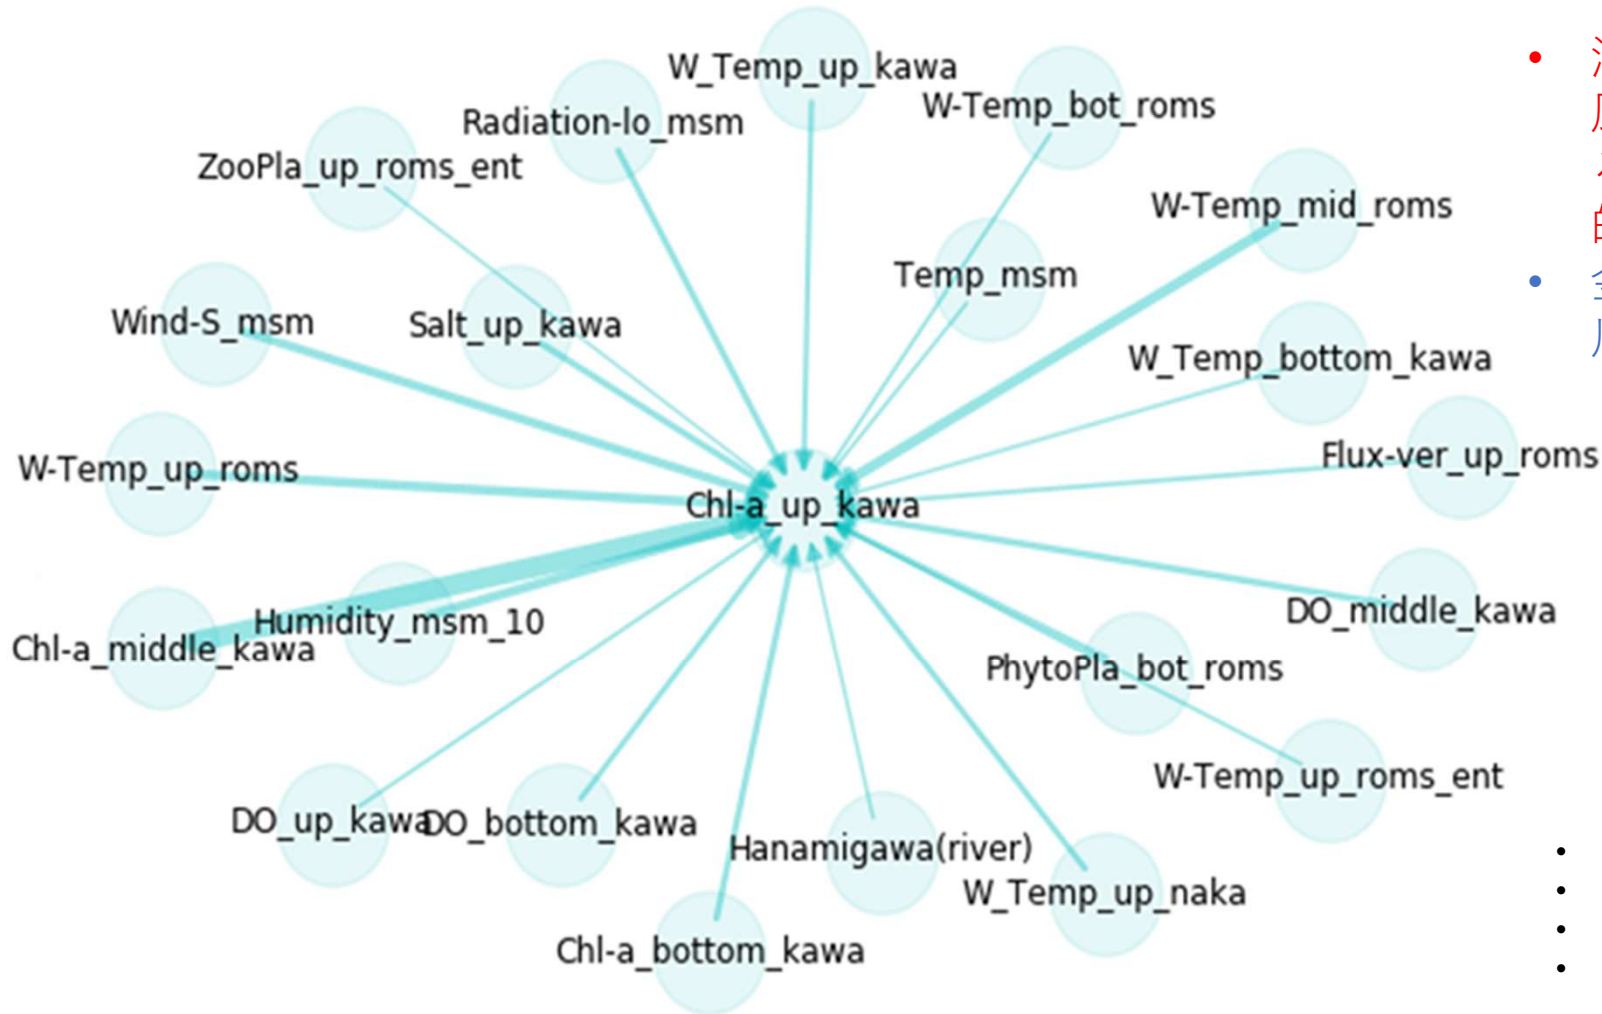 W_Temp_up_kawa
W-Temp_bot_roms
Radiation-lo_msm
ZooPla_up_roms_ent
W-Temp_mid_roms
Temp_msm
Wind-S_msm
Salt_up_kawa
W_Temp_bottom_kawa
Flux-ver_up_roms
W-Temp_up_roms
Chl-a_up_kawa
DO_middle_kawa
Humidity_msm_10
Chl-a_middle_kawa
PhytoPla_bot_roms
W-Temp_up_roms_ent
DO_up_kawa
DO_bottom_kawa
Hanamigawa(river)
W_Temp_up_naka
Chl-a_bottom_kawa